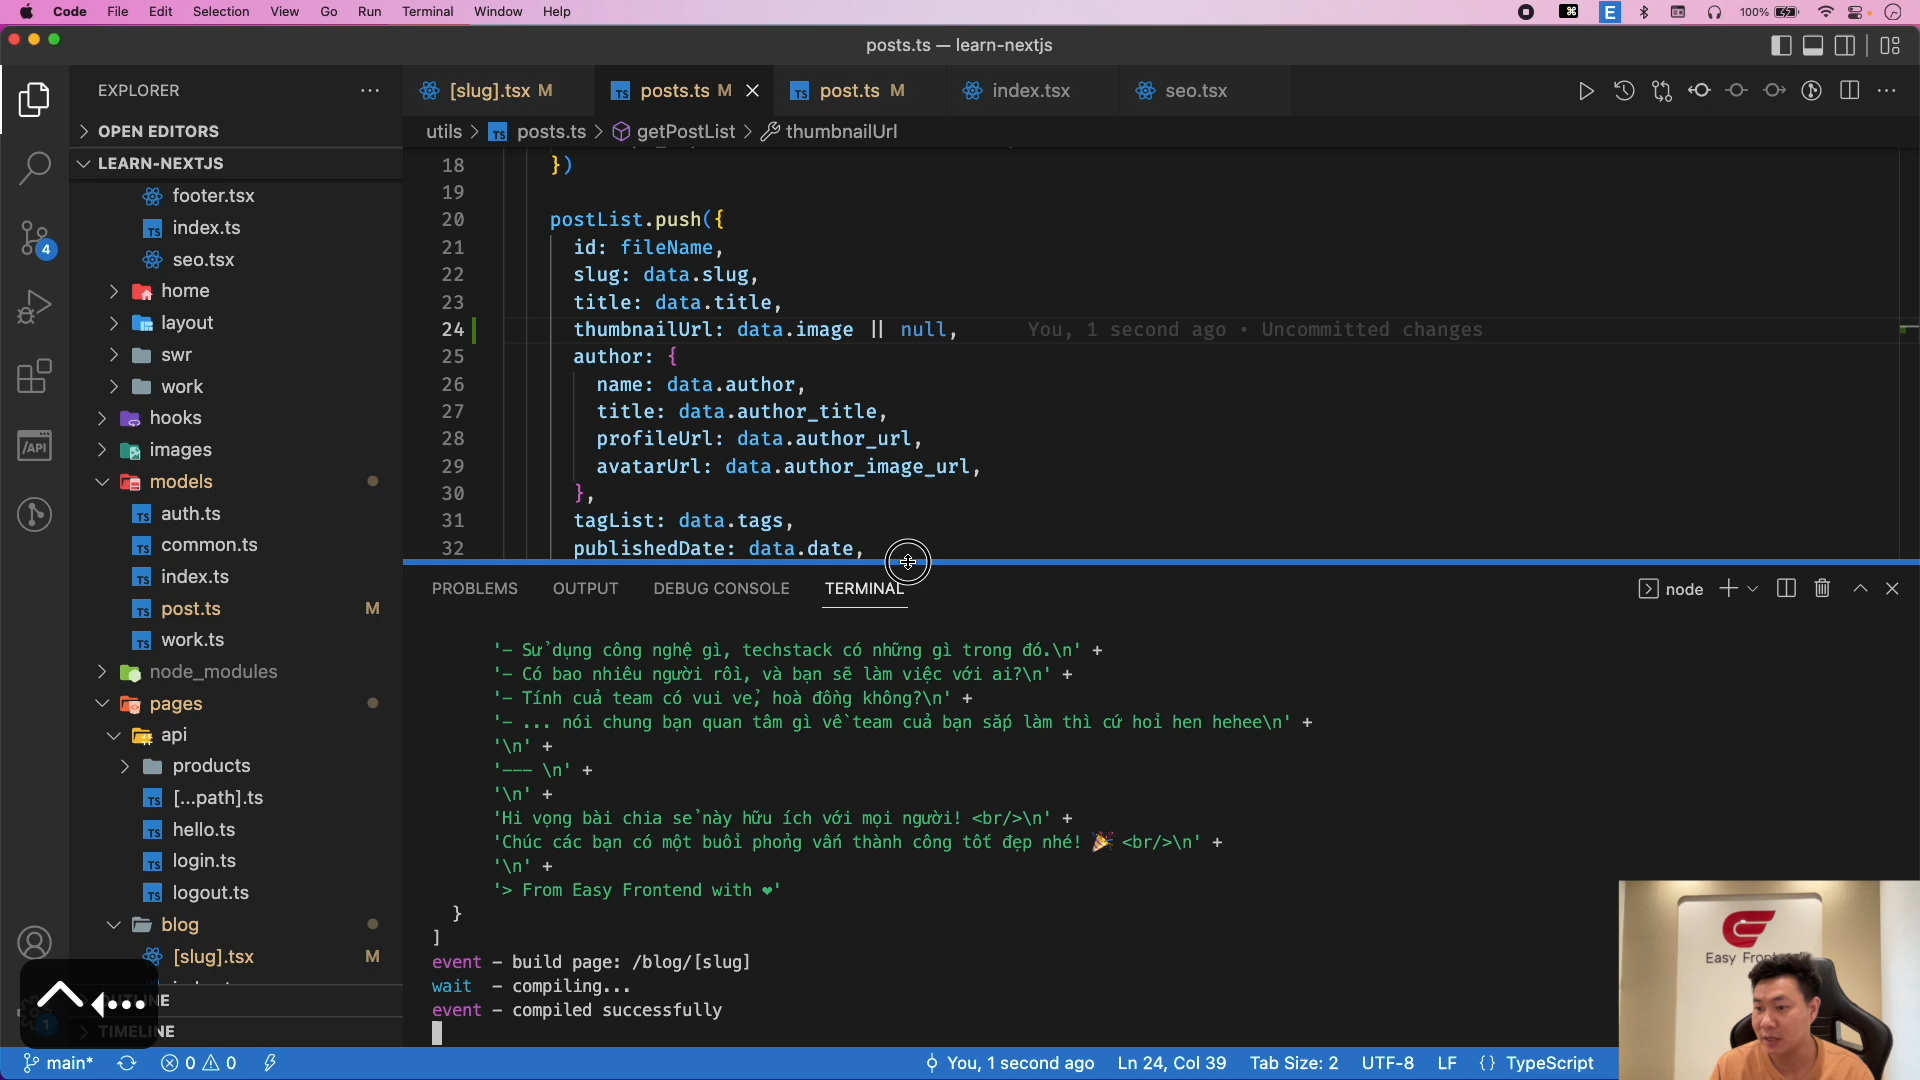 Code File Edit Selection View Go Run Terminal Window Help
E 100%
posts.ts — learn-nextjs
EXPLORER
[slug].tsx M
posts.ts M
post.ts M
index.tsx
seo.tsx
OPEN EDITORS
utils > posts.ts > getPostList > thumbnailUrl
LEARN-NEXTJS
footer.tsx
index.ts
seo.tsx
home
layout
swr
work
hooks
images
models
auth.ts
common.ts
index.ts
post.ts M
work.ts
node_modules
pages
api
products
[...path].ts
hello.ts
login.ts
logout.ts
blog
[slug].tsx M
TIMELINE
4
/API
1
18 })
19
20 postList.push({
21 id: fileName,
22 slug: data.slug,
23 title: data.title,
24 thumbnailUrl: data.image || null, You, 1 second ago • Uncommitted changes
25 author: {
26 name: data.author,
27 title: data.author_title,
28 profileUrl: data.author_url,
29 avatarUrl: data.author_image_url,
30 },
31 tagList: data.tags,
32 publishedDate: data.date,
PROBLEMS OUTPUT DEBUG CONSOLE TERMINAL
node
'- Sử dụng công nghệ gì, techstack có những gì trong đó.\n' +
'- Có bao nhiêu người rồi, và bạn sẽ làm việc với ai?\n' +
'- Tính cuả team có vui vẻ, hoà đồng không?\n' +
'- ... nói chung bạn quan tâm gì về team cuả bạn sắp làm thì cứ hoỉ hen hehee\n' +
'\n' +
'--- \n' +
'\n' +
'Hi vọng bài chia sẻ này hữu ích với mọi người! <br/>\n' +
'Chúc các bạn có một buổi phỏng vấn thành công tốt đẹp nhé! 🎉 <br/>\n' +
'\n' +
'> From Easy Frontend with ❤'
}
]
event - build page: /blog/[slug]
wait - compiling...
event - compiled successfully
main* 0 0
You, 1 second ago Ln 24, Col 39 Tab Size: 2 UTF-8 LF {} TypeScript
Easy